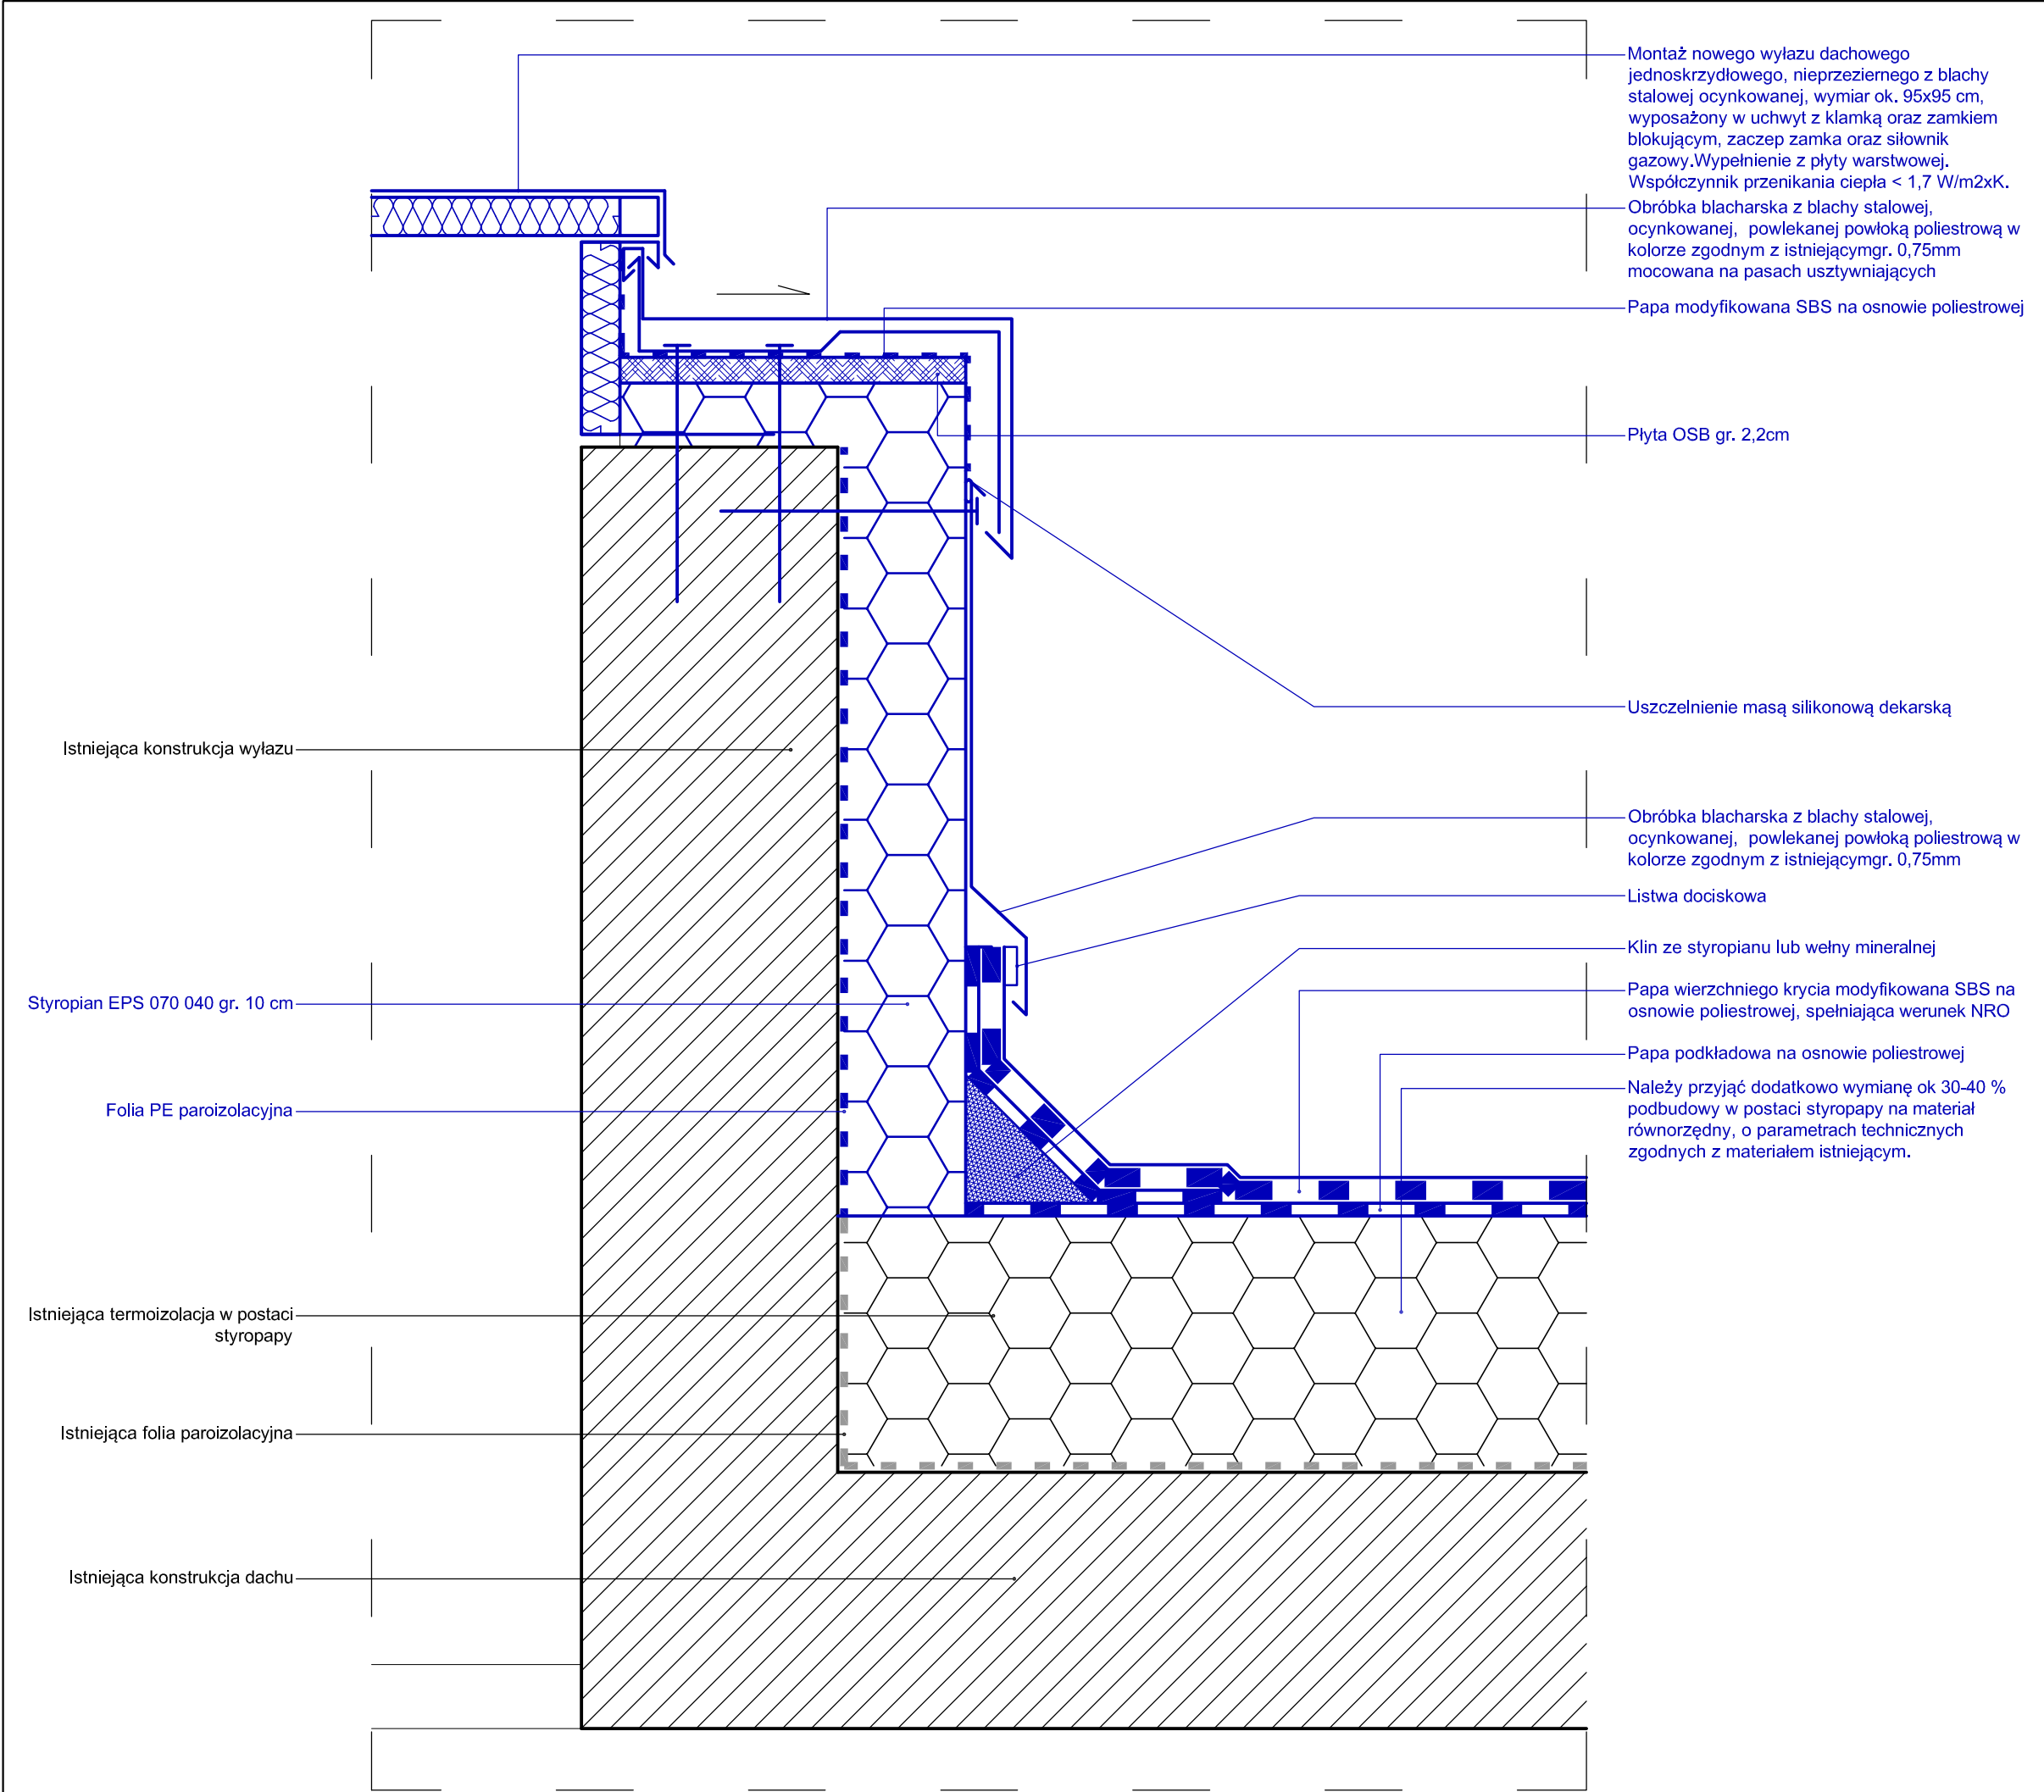 Montaż nowego wyłazu dachowego
jednoskrzydłowego, nieprzeziernego z blachy
stalowej ocynkowanej, wymiar ok. 95x95 cm,
wyposażony w uchwyt z klamką oraz zamkiem
blokującym, zaczep zamka oraz siłownik
gazowy.Wypełnienie z płyty warstwowej.
Współczynnik przenikania ciepła < 1,7 W/m2xK.
Obróbka blacharska z blachy stalowej,
ocynkowanej, powlekanej powłoką poliestrową w
kolorze zgodnym z istniejącymgr. 0,75mm
mocowana na pasach usztywniających
Papa modyfikowana SBS na osnowie poliestrowej
Płyta OSB gr. 2,2cm
Uszczelnienie masą silikonową dekarską
Istniejąca konstrukcja wyłazu
Obróbka blacharska z blachy stalowej,
ocynkowanej, powlekanej powłoką poliestrową w
kolorze zgodnym z istniejącymgr. 0,75mm
Listwa dociskowa
Klin ze styropianu lub wełny mineralnej
Styropian EPS 070 040 gr. 10 cm
Papa wierzchniego krycia modyfikowana SBS na
osnowie poliestrowej, spełniająca werunek NRO
Papa podkładowa na osnowie poliestrowej
Należy przyjąć dodatkowo wymianę ok 30-40 %
podbudowy w postaci styropapy na materiał
równorzędny, o parametrach technicznych
zgodnych z materiałem istniejącym.
Folia PE paroizolacyjna
Istniejąca termoizolacja w postaci
styropapy
Istniejąca folia paroizolacyjna
Istniejąca konstrukcja dachu